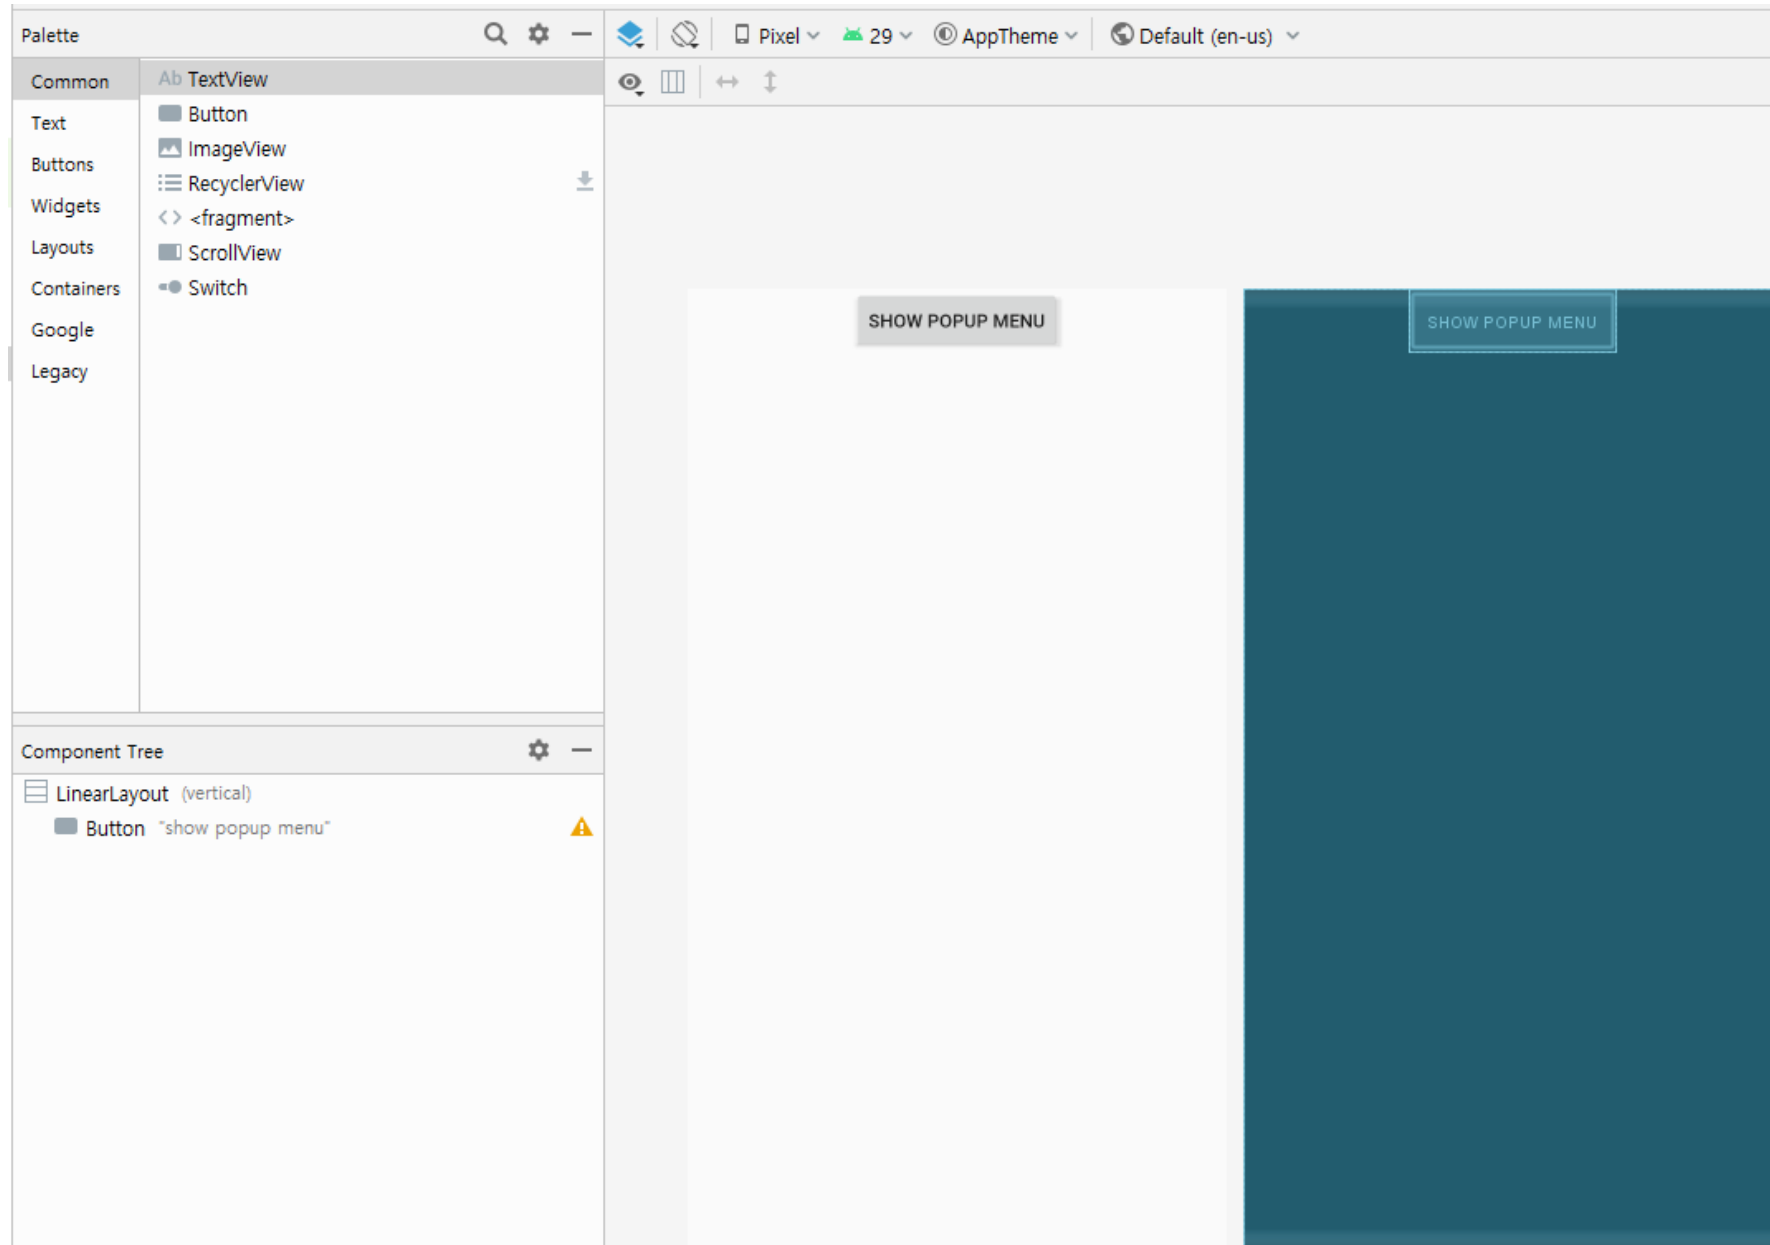 Palette
Pixel 29 AppTheme Default (en-us)
Common
Text
Buttons
Widgets
Layouts
Containers
Google
Legacy
Ab TextView
Button
ImageView
RecyclerView
<fragment>
ScrollView
Switch
SHOW POPUP MENU
SHOW POPUP MENU
Component Tree
LinearLayout (vertical)
Button "show popup menu"